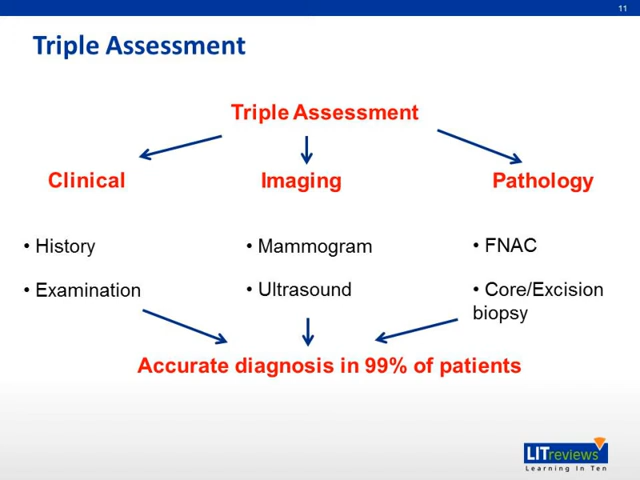 11
Triple Assessment
Triple Assessment
Clinical
Imaging
Pathology
• History
• Examination
• Mammogram
• Ultrasound
• FNAC
• Core/Excision
biopsy
Accurate diagnosis in 99% of patients
LITreviews
Learning In Ten